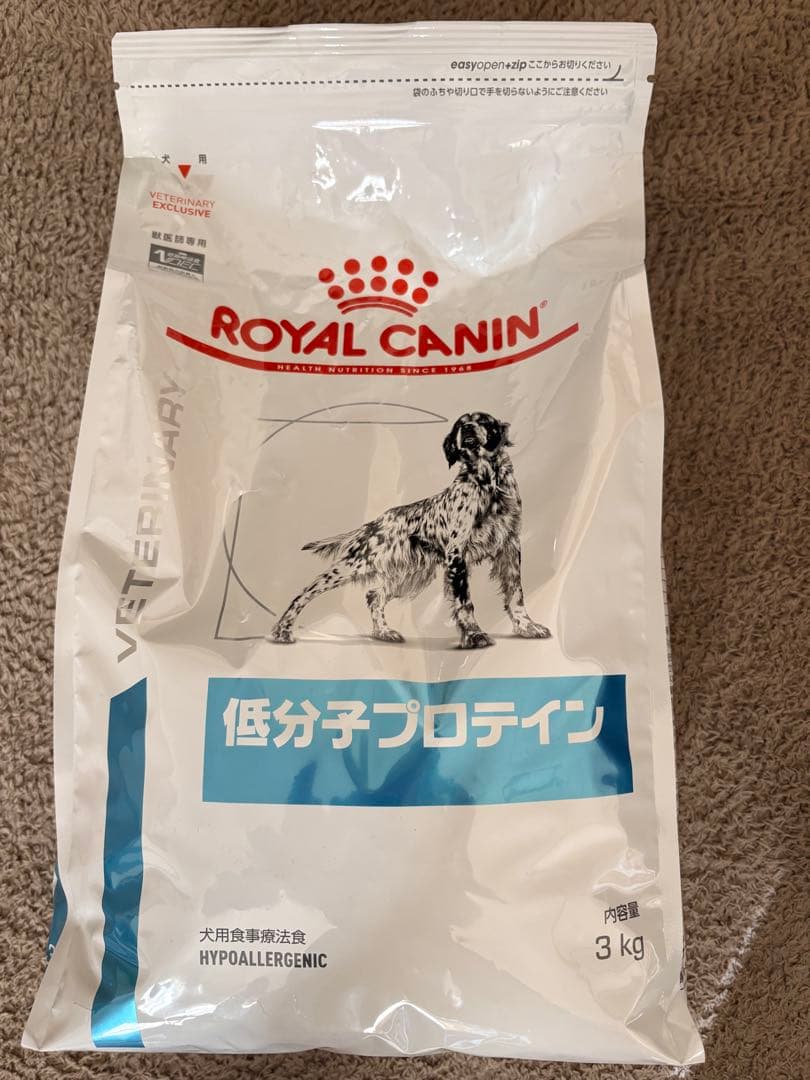 easyopen+zip ここからお切りください
袋のふちや切り口で手を切らないようにご注意ください
犬 用
VETERINARY
EXCLUSIVE
獣医師専用
ROYAL CANIN®
HEALTH NUTRITION SINCE 1968
VETERINARY
低分子プロテイン
犬用食事療法食
HYPOALLERGENIC
内容量
3 kg